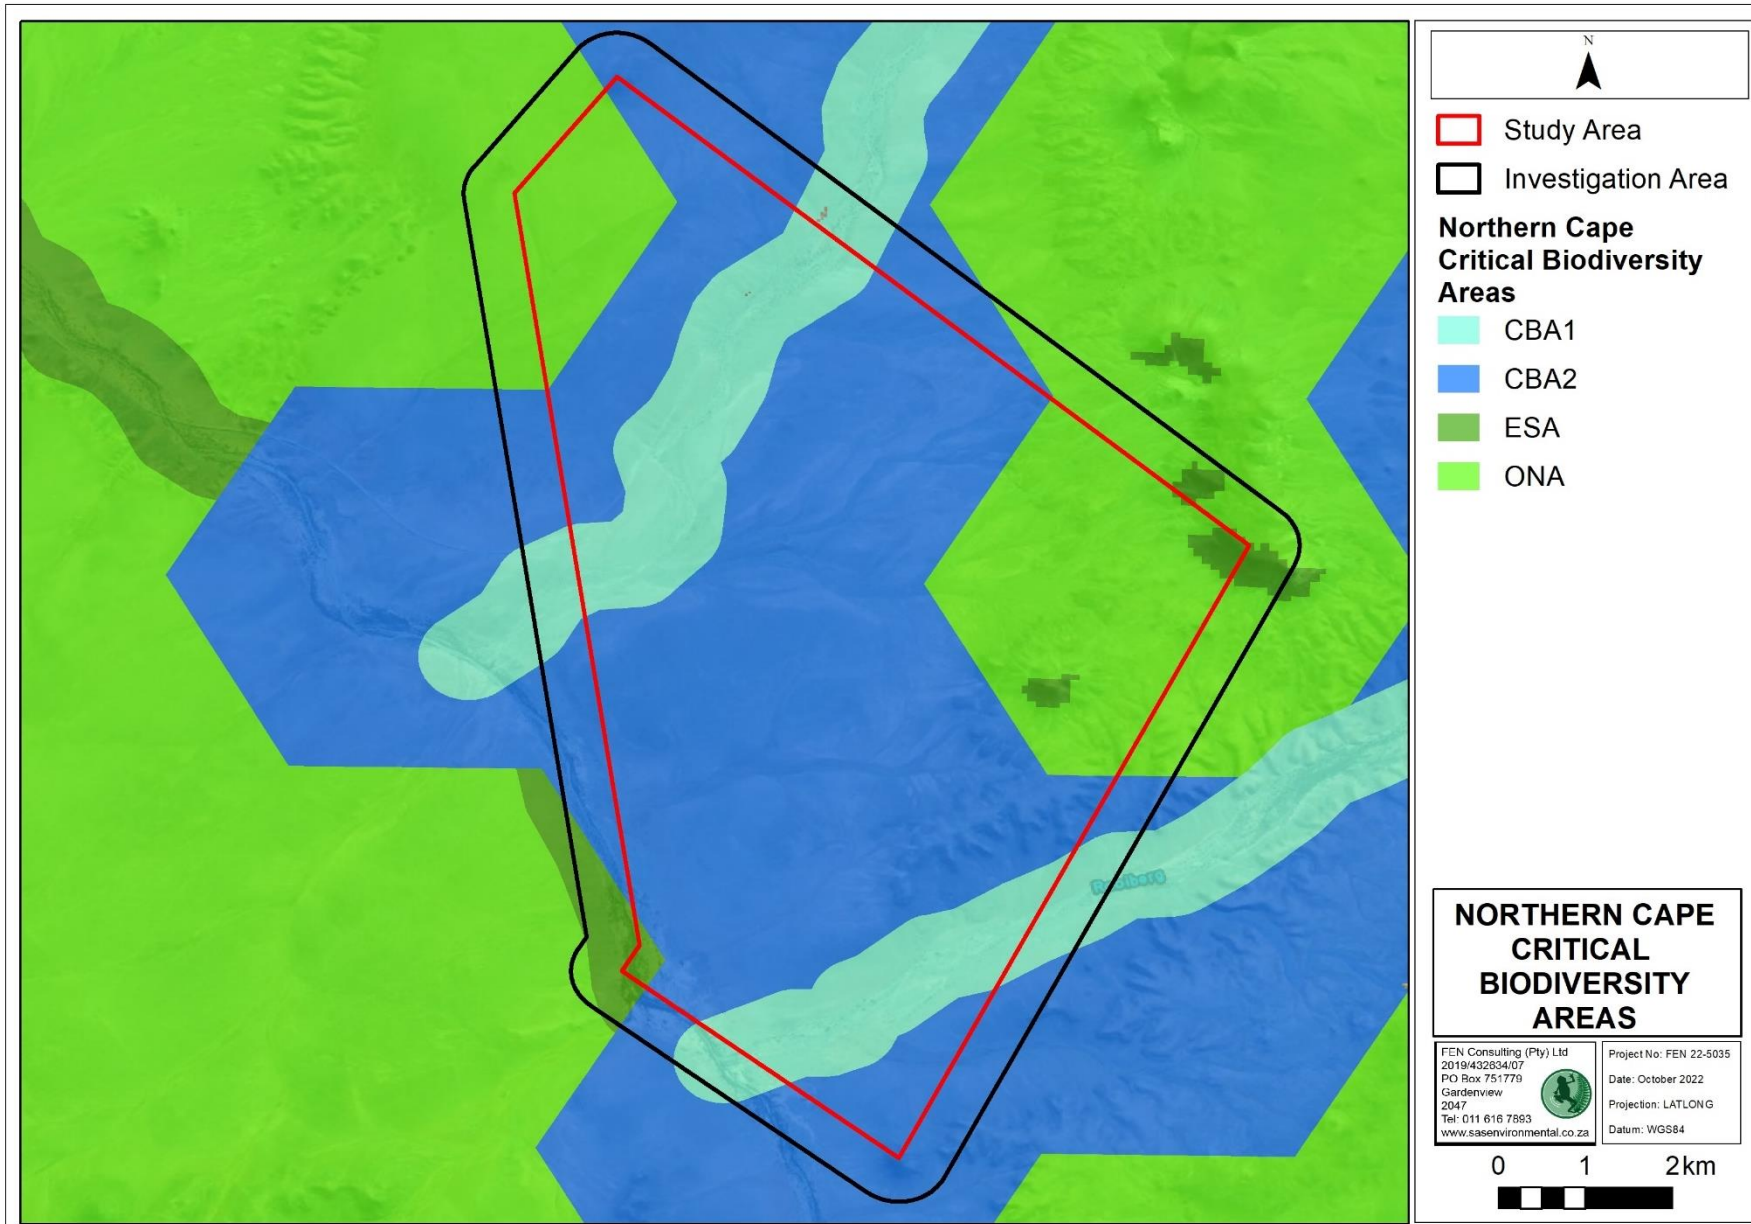 N
Study Area
Investigation Area
Northern Cape
Critical Biodiversity
Areas
CBA1
CBA2
ESA
ONA
NORTHERN CAPE
CRITICAL
BIODIVERSITY
AREAS
FEN Consulting (Pty) Ltd
2019/432634/07
PO Box 751779
Gardenview
2047
Tel: 011 616 7893
www.sasenvironmental.co.za
Project No: FEN 22-5035
Date: October 2022
Projection: LATLONG
Datum: WGS84
0 1 2km